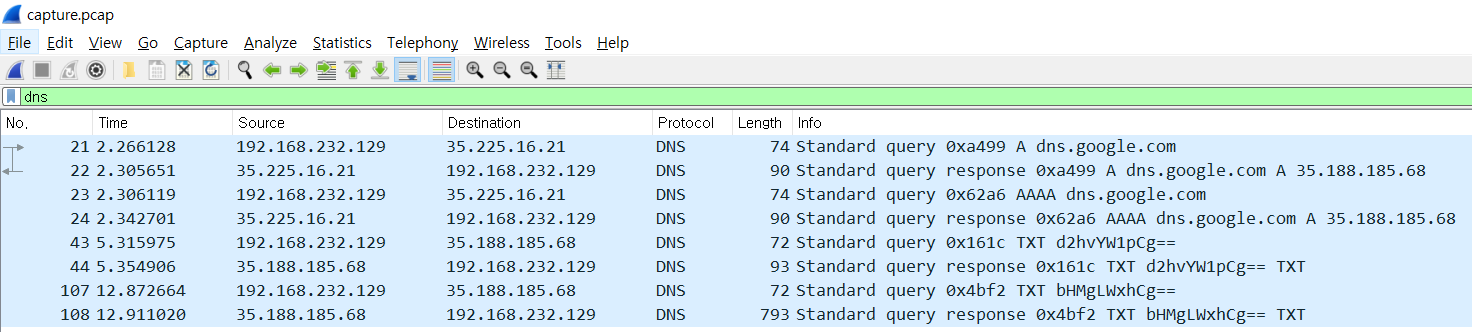 capture.pcap
File Edit View Go Capture Analyze Statistics Telephony Wireless Tools Help
dns
No. Time Source Destination Protocol Length Info
21 2.266128 192.168.232.129 35.225.16.21 DNS 74 Standard query 0xa499 A dns.google.com
22 2.305651 35.225.16.21 192.168.232.129 DNS 90 Standard query response 0xa499 A dns.google.com A 35.188.185.68
23 2.306119 192.168.232.129 35.225.16.21 DNS 74 Standard query 0x62a6 AAAA dns.google.com
24 2.342701 35.225.16.21 192.168.232.129 DNS 90 Standard query response 0x62a6 AAAA dns.google.com A 35.188.185.68
43 5.315975 192.168.232.129 35.188.185.68 DNS 72 Standard query 0x161c TXT d2hvYW1pCg==
44 5.354906 35.188.185.68 192.168.232.129 DNS 93 Standard query response 0x161c TXT d2hvYW1pCg== TXT
107 12.872664 192.168.232.129 35.188.185.68 DNS 72 Standard query 0x4bf2 TXT bHMgLWxhCg==
108 12.911020 35.188.185.68 192.168.232.129 DNS 793 Standard query response 0x4bf2 TXT bHMgLWxhCg== TXT